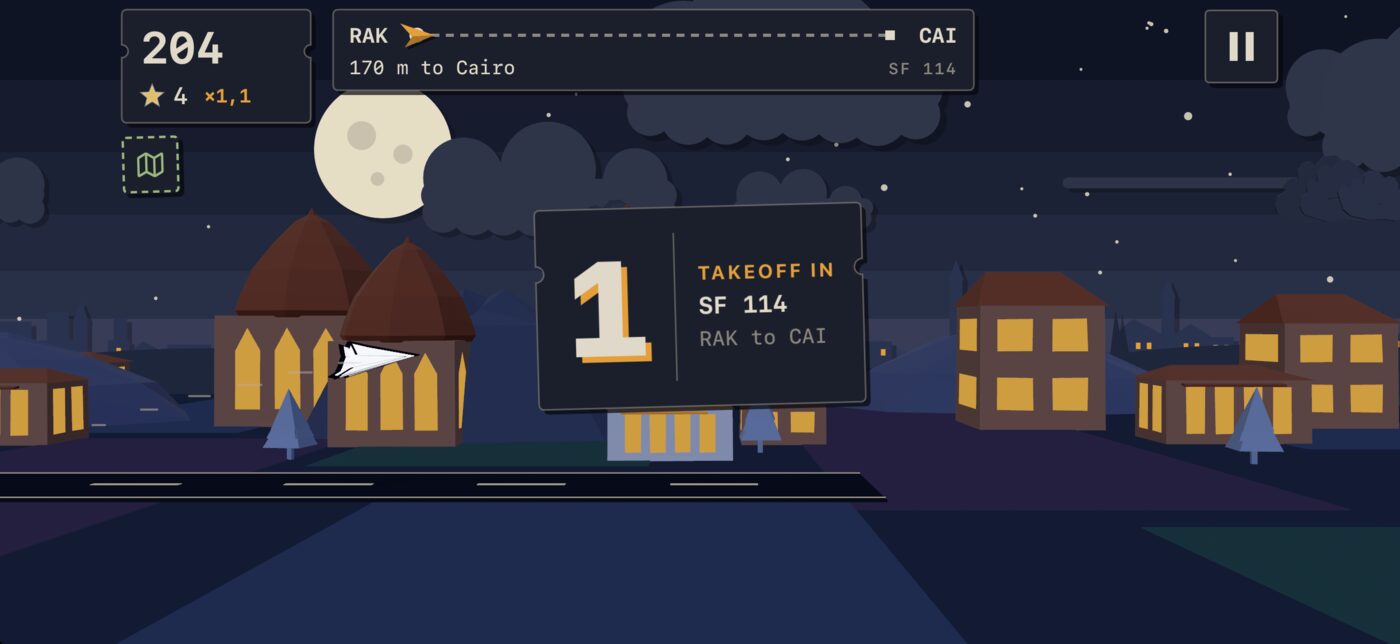 204
4 ×1,1
RAK CAI
170 m to Cairo SF 114
1
TAKEOFF IN
SF 114
RAK to CAI